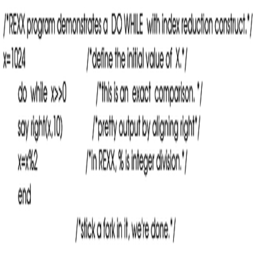 /*REXX program demonstrates a DO WHILE with index reduction construct.*/
x=1024 /*define the initial value of X.*/
do while x>>0 /*this is an exact comparison. */
say right(x,10) /*pretty output by aligning right*/
x=x%2 /*in REXX, % is integer division.*/
end
/*stick a fork in it, we're done.*/